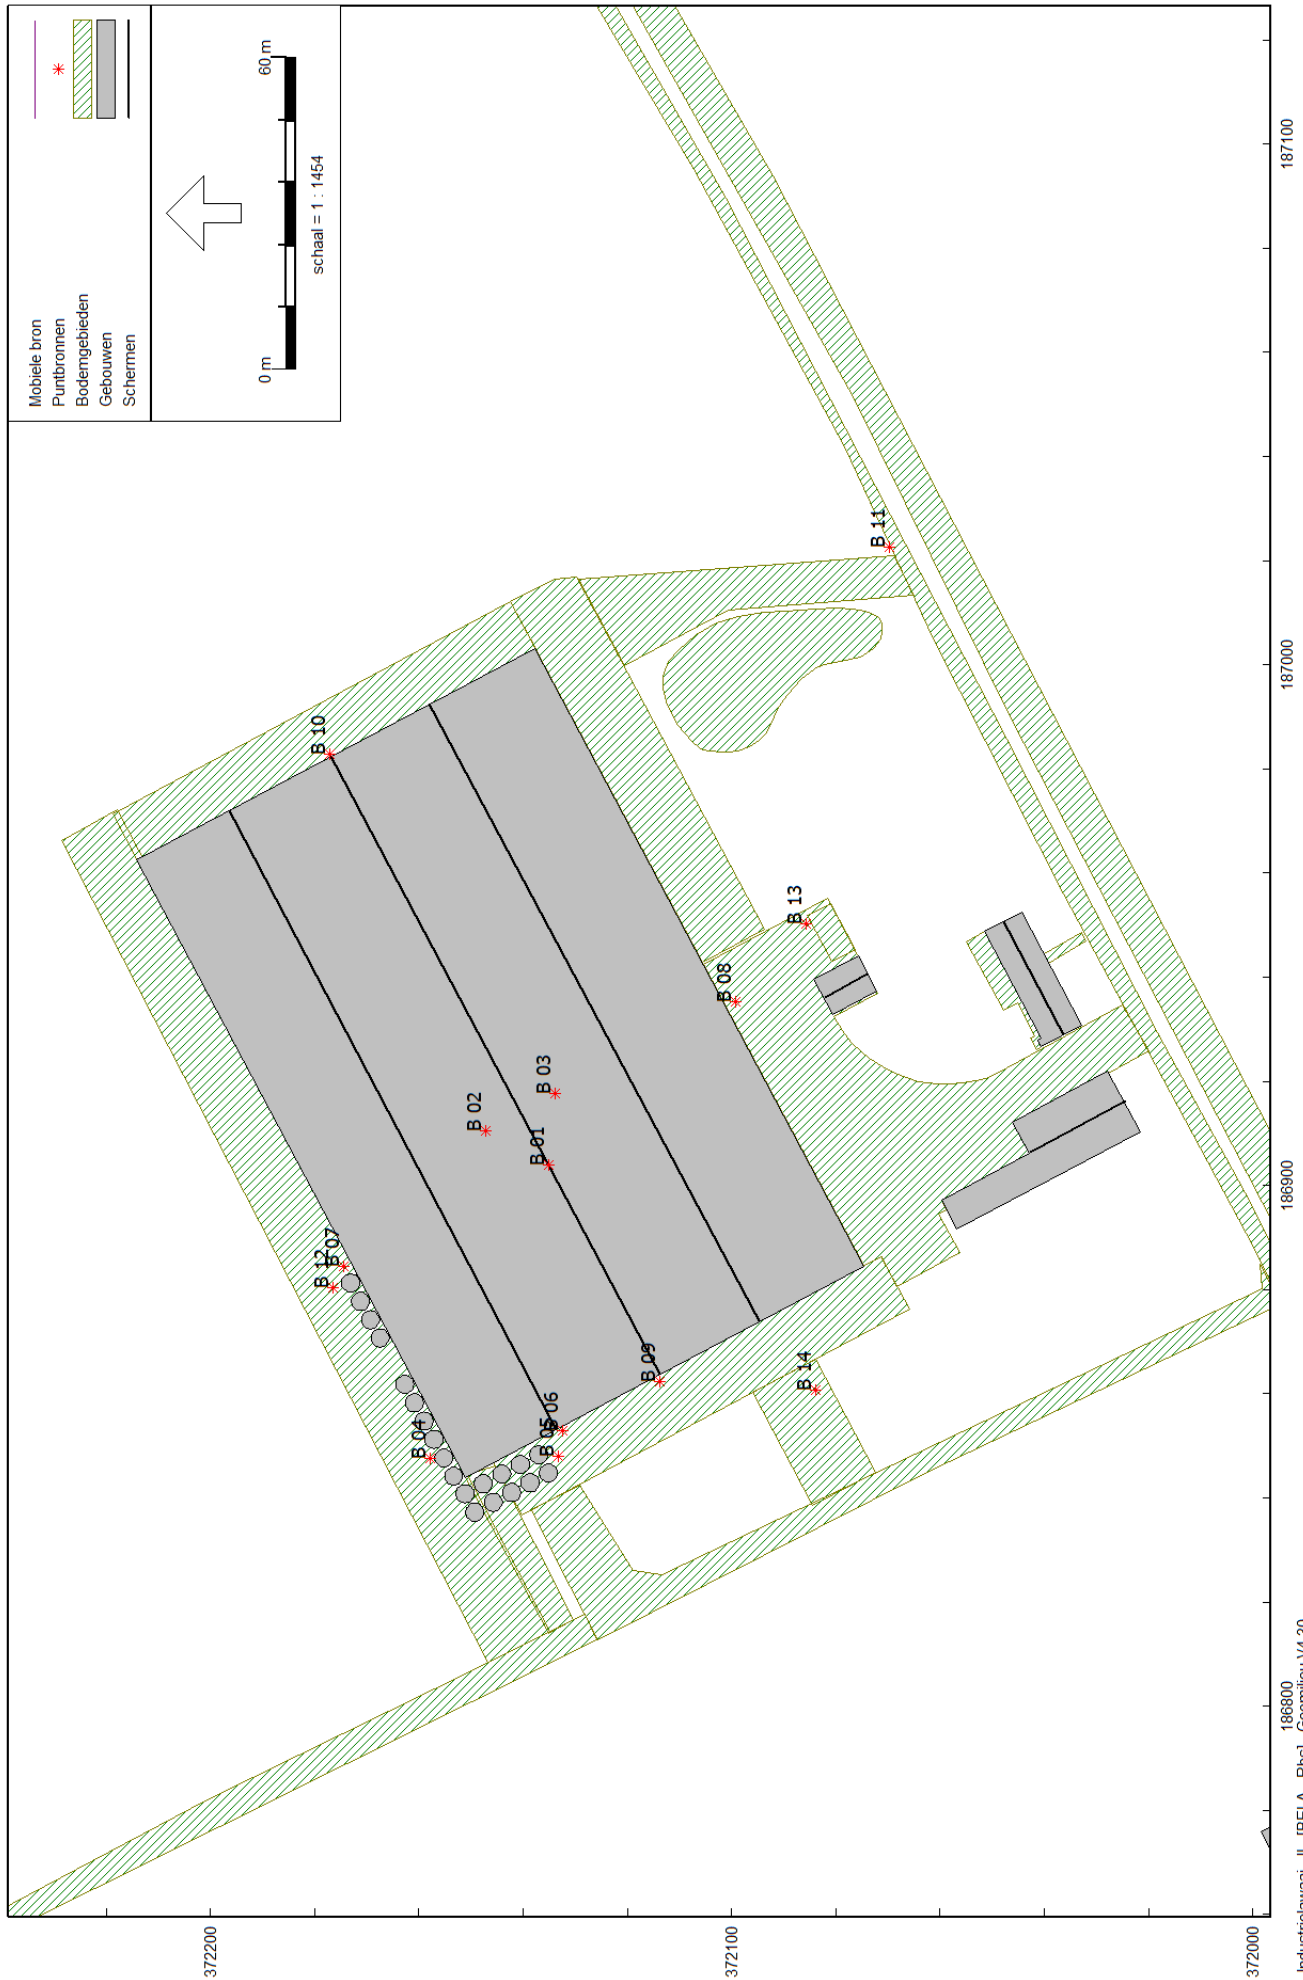 Mobiele bron
Puntbronnen
Bodemgebieden
Gebouwen
Schermen
0 m
60 m
schaal = 1 : 1454
B 10
B 11
B 13
B 08
B 03
B 02
B 01
B 07
B 12
B 09
B 14
B 06
B 05
B 04
372200
372100
372000
186800
186900
187000
187100